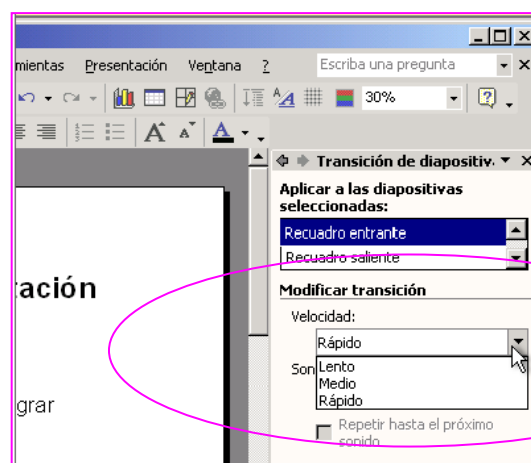 mientas Presentación Ventana ? Escriba una pregunta
30%
Transición de diapositiv.
Aplicar a las diapositivas
seleccionadas:
Recuadro entrante
Recuadro saliente
Modificar transición
Velocidad:
Rápido
Son
Lento
Medio
Rápido
Repetir hasta el próximo
sonido
ación
grar